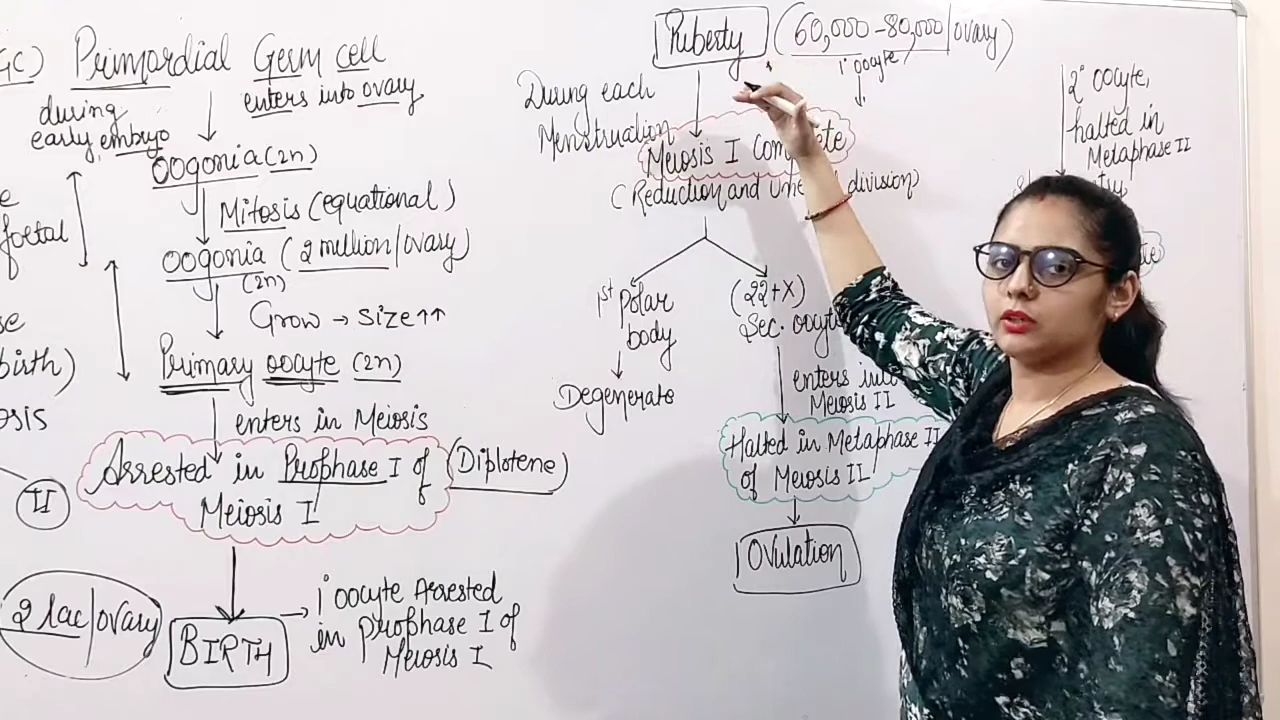 GC) Primordial Germ cell
during
early embryo
enters into ovary
Oogonia (2n)
Mitosis (equational)
foetal
Oogonia (2 million/ovary)
(2n)
Grow → size↑↑
birth)
Primary oocyte (2n)
enters in Meiosis
Arrested in Prophase I of (Diplotene)
Meiosis I
II
2 lac/ovary
BIRTH → 1° oocyte Arrested
in prophase I of
Meiosis I
Puberty (60,000-80,000/ovary)
1° oocyte
During each
Menstruation
Meiosis I
(Reduction and division)
1st Polar
body
Degenerate
(22+X)
Sec. oocyte
enters into
Meiosis II
Halted in Metaphase II
of Meiosis II
Ovulation
2° oocyte,
halted in
Metaphase II